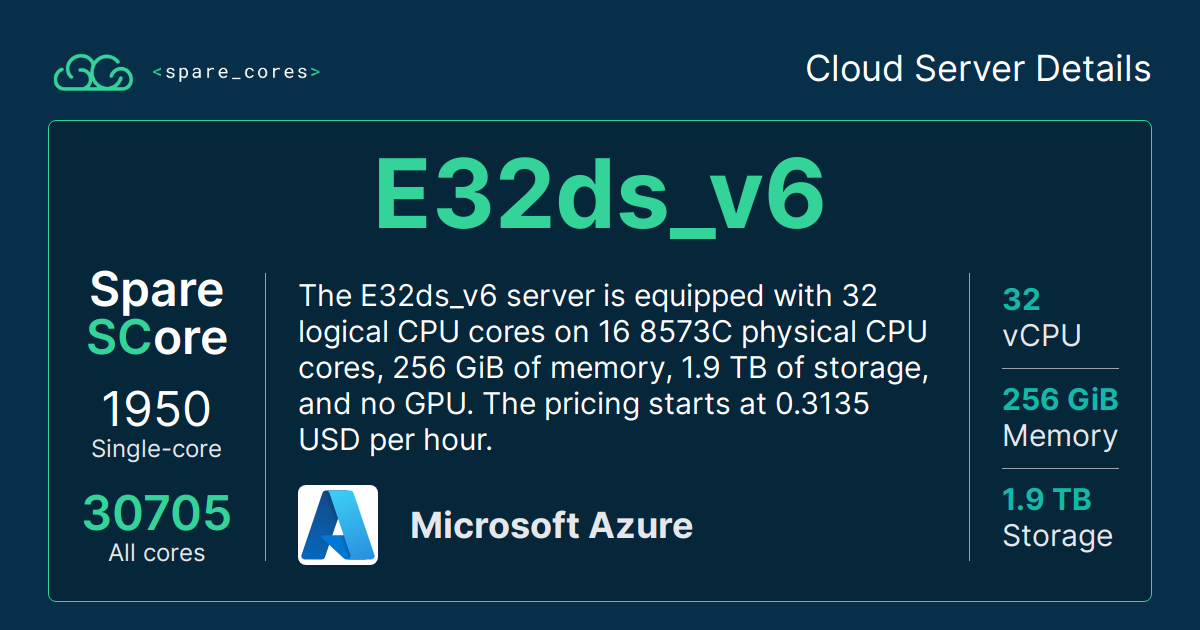 <spare_cores>
Cloud Server Details
E32ds_v6
Spare
SCore
1950
Single-core
30705
All cores
The E32ds_v6 server is equipped with 32
logical CPU cores on 16 8573C physical CPU
cores, 256 GiB of memory, 1.9 TB of storage,
and no GPU. The pricing starts at 0.3135
USD per hour.
Microsoft Azure
32
vCPU
256 GiB
Memory
1.9 TB
Storage